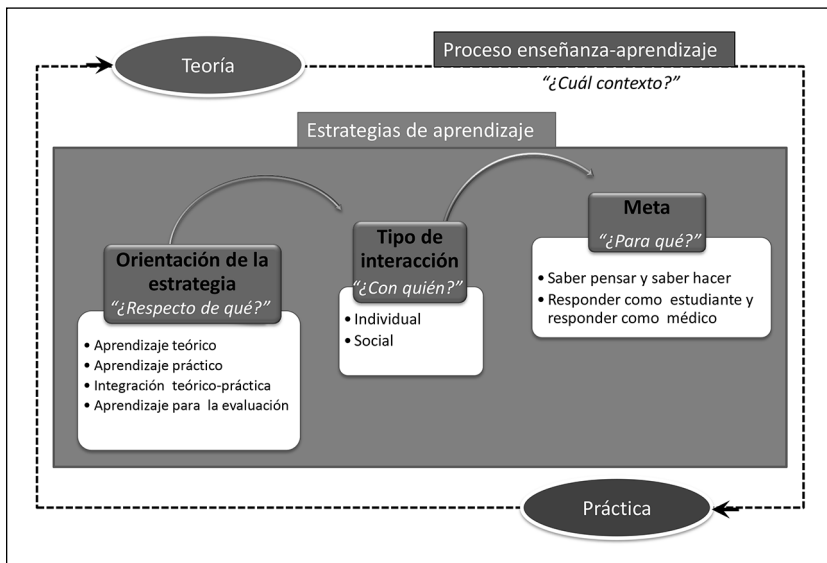 Teoría
Proceso enseñanza-aprendizaje
“¿Cuál contexto?”
Estrategias de aprendizaje
Orientación de la
estrategia
“¿Respecto de qué?”
• Aprendizaje teórico
• Aprendizaje práctico
• Integración teórico-práctica
• Aprendizaje para la evaluación
Tipo de
interacción
“¿Con quién?”
• Individual
• Social
Meta
“¿Para qué?”
• Saber pensar y saber hacer
• Responder como estudiante y
responder como médico
Práctica